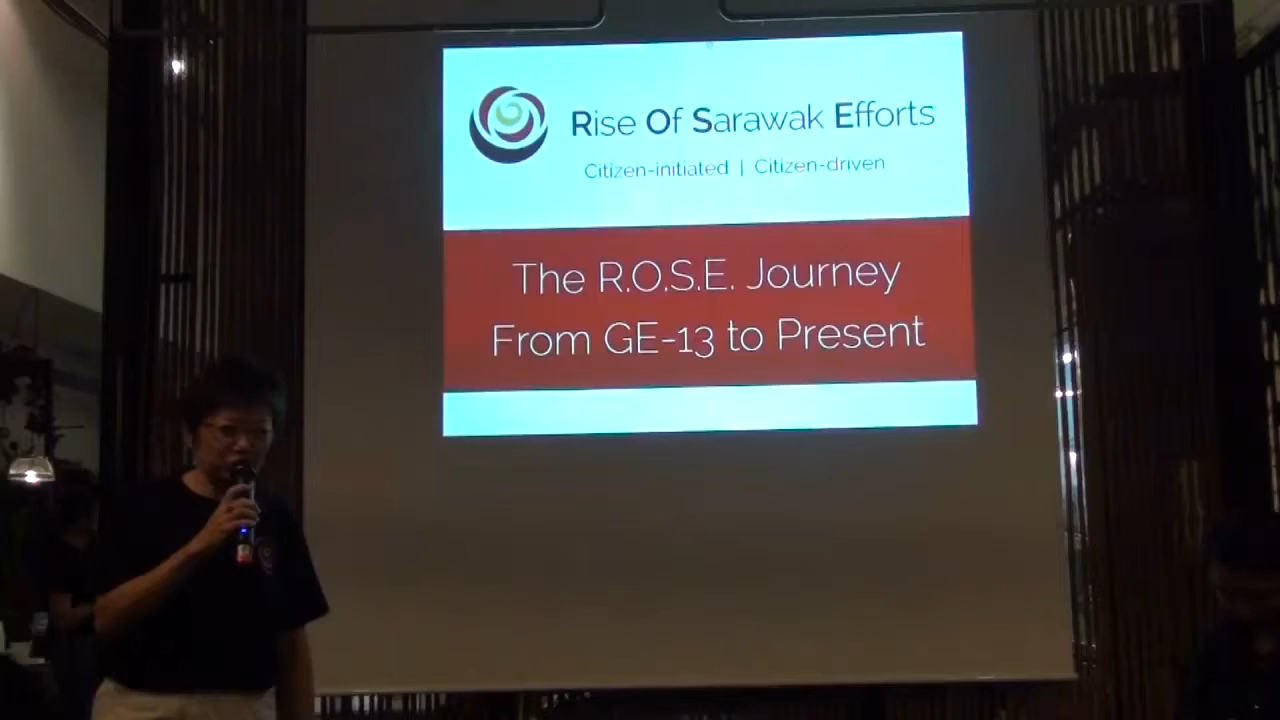 Rise Of Sarawak Efforts
Citizen-initiated | Citizen-driven
The R.O.S.E. Journey
From GE-13 to Present